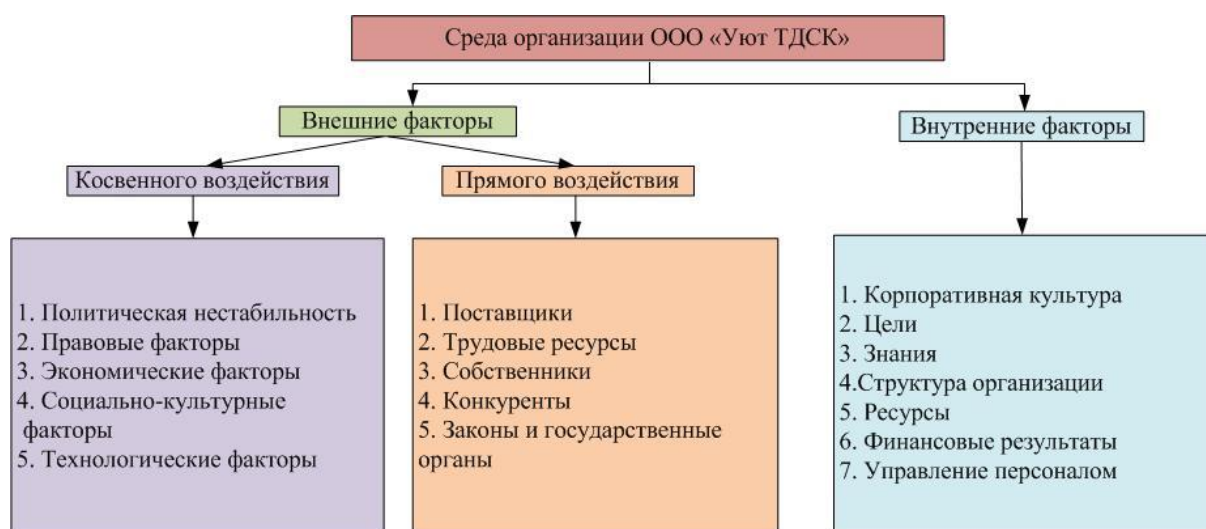 Среда организации ООО «Уют ТДСК»
Внешние факторы
Внутренние факторы
Косвенного воздействия
Прямого воздействия
1. Политическая нестабильность
2. Правовые факторы
3. Экономические факторы
4. Социально-культурные
факторы
5. Технологические факторы
1. Поставщики
2. Трудовые ресурсы
3. Собственники
4. Конкуренты
5. Законы и государственные
органы
1. Корпоративная культура
2. Цели
3. Знания
4.Структура организации
5. Ресурсы
6. Финансовые результаты
7. Управление персоналом